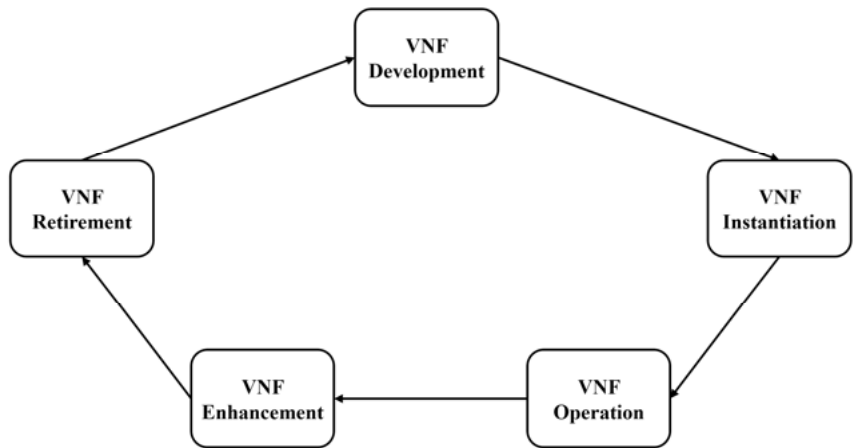 VNF
Development
VNF
Retirement
VNF
Instantiation
VNF
Enhancement
VNF
Operation